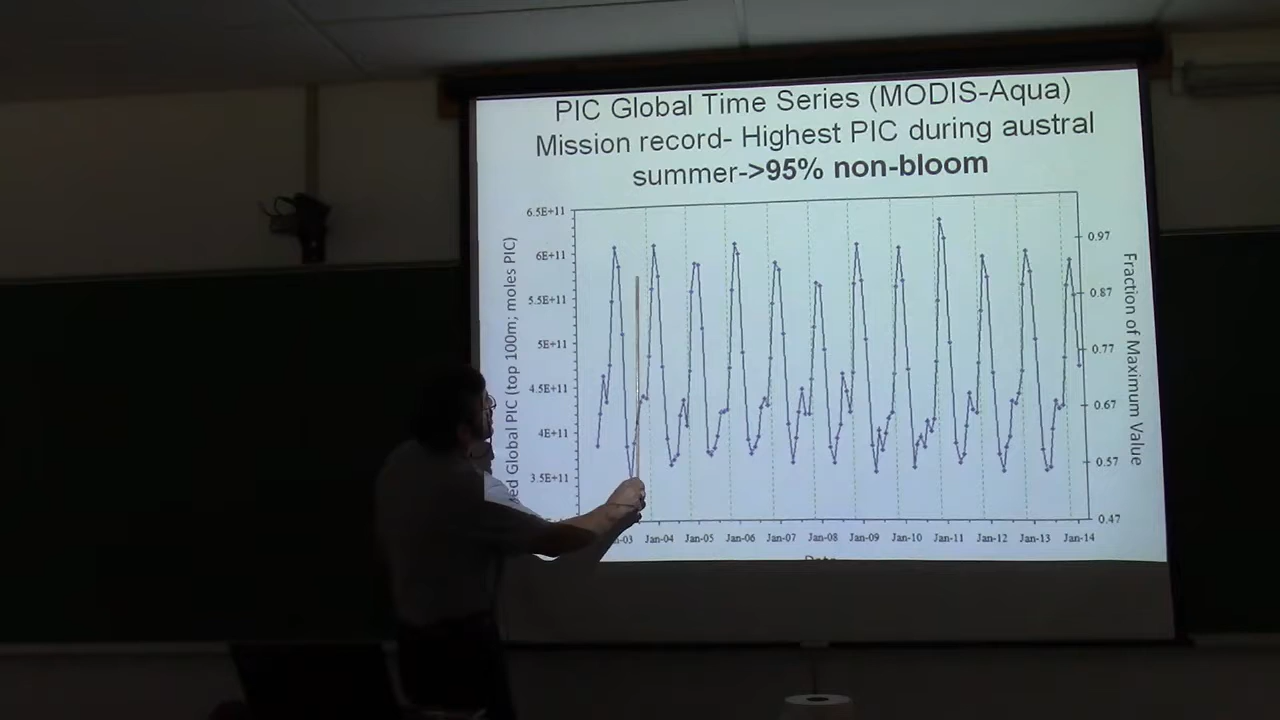 PIC Global Time Series (MODIS-Aqua)
Mission record- Highest PIC during austral
summer->95% non-bloom
6.5E+11
6E+11
5.5E+11
5E+11
4.5E+11
4E+11
3.5E+11
Global PIC (top 100m; moles PIC)
0.97
0.87
0.77
0.67
0.57
0.47
Fraction of Maximum Value
-03 Jan-04 Jan-05 Jan-06 Jan-07 Jan-08 Jan-09 Jan-10 Jan-11 Jan-12 Jan-13 Jan-14